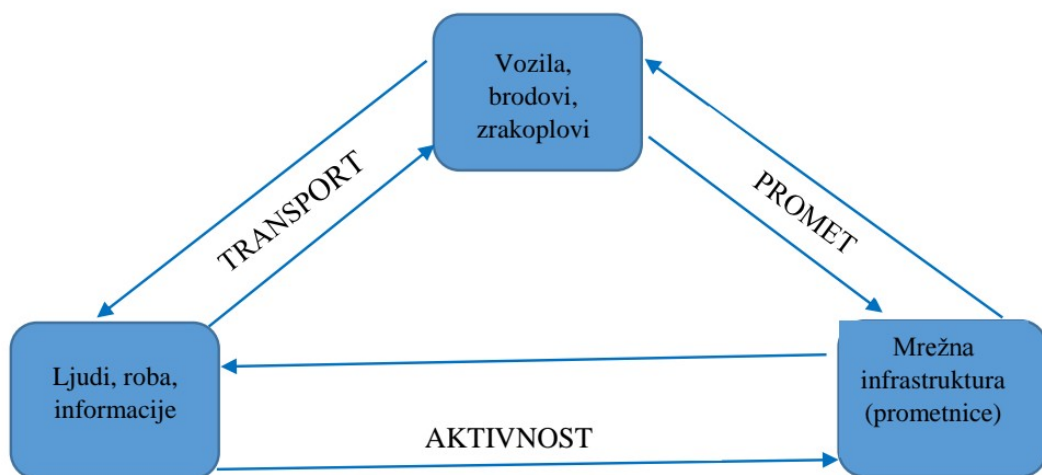 Vozila,
brodovi,
zrakoplovi
TRANSPORT
PROMET
Ljudi, roba,
informacije
Mrežna
infrastruktura
(prometnice)
AKTIVNOST